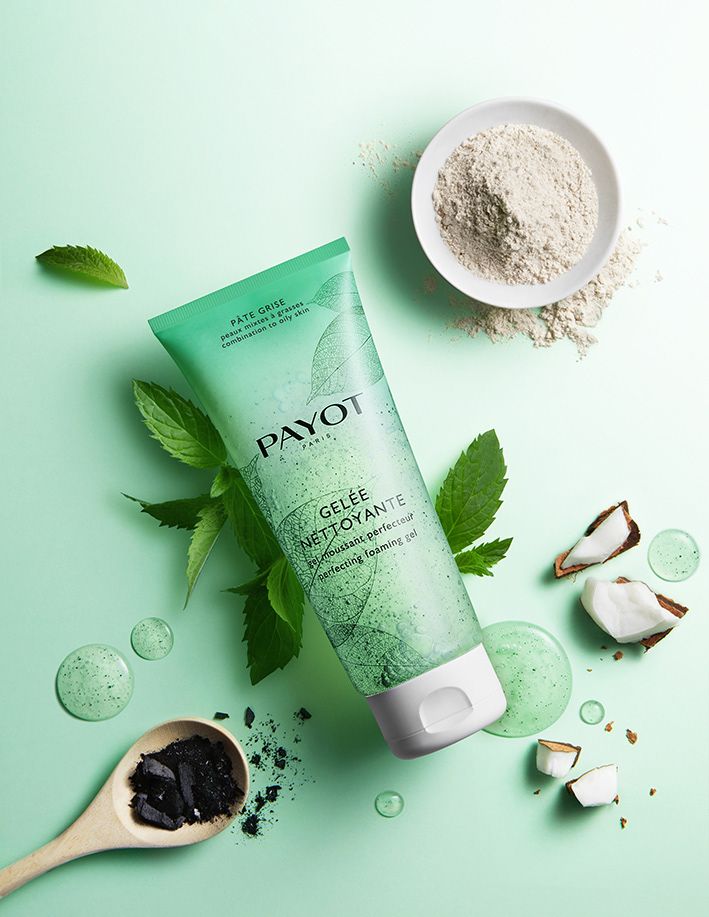 PÂTE GRISE
peaux mixtes à grasses
combination to oily skin
PAYOT
PARIS
GELÉE
NETTOYANTE
gel moussant perfecteur
perfecting foaming gel